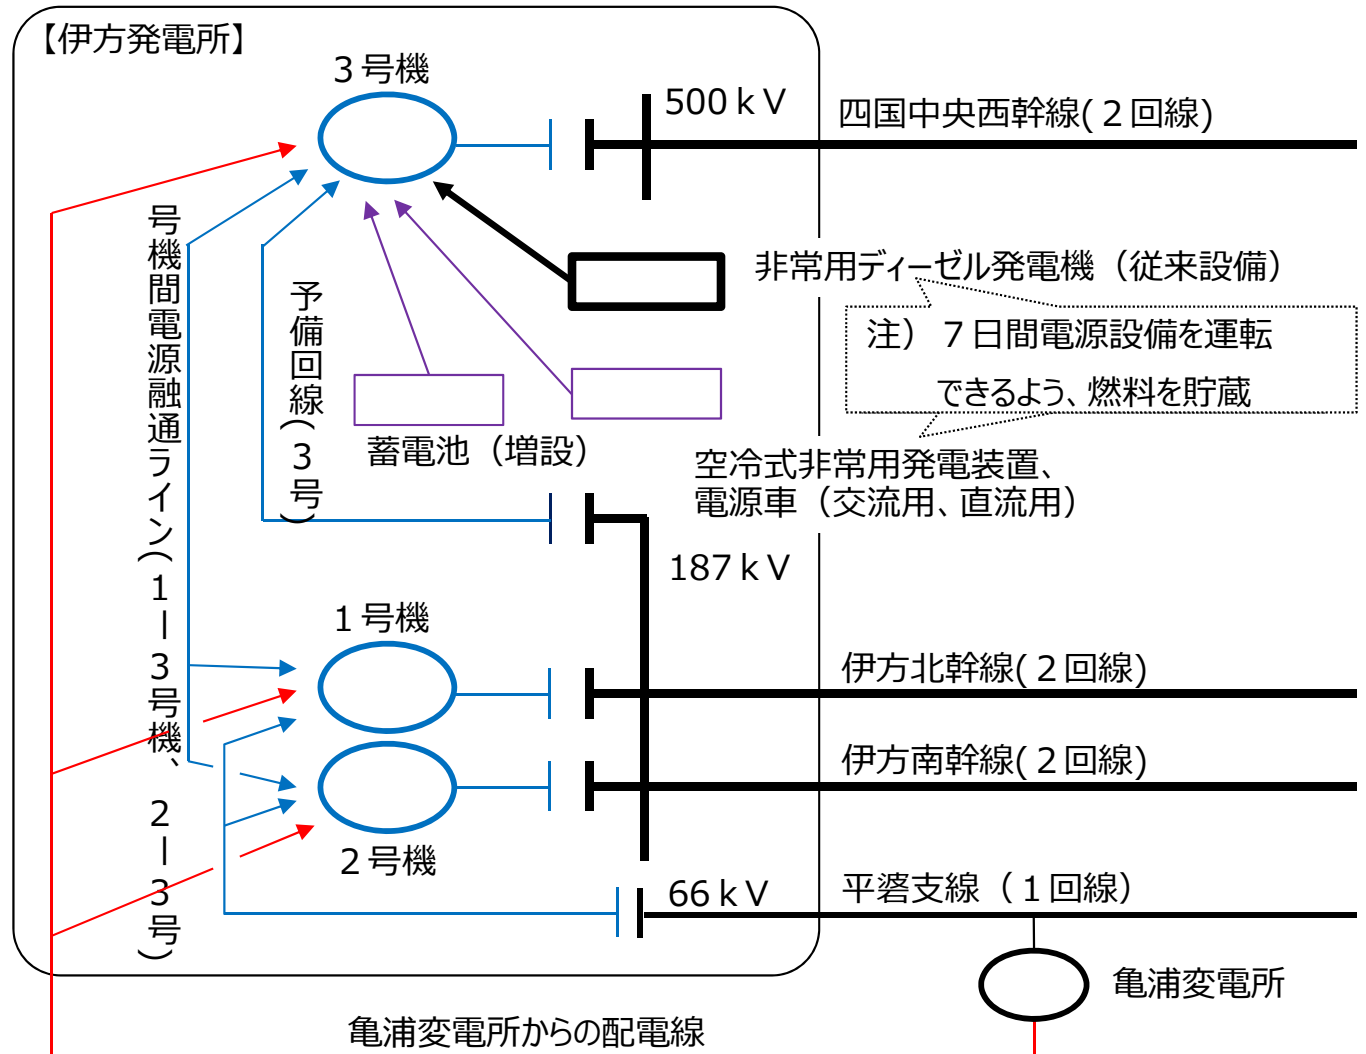 【伊方発電所】
３号機
500ｋＶ
四国中央西幹線(２回線)
号機間電源融通ライン(１ー３号機、２ー３号)
予備回線(３号)
非常用ディーゼル発電機（従来設備）
注）７日間電源設備を運転
できるよう、燃料を貯蔵
蓄電池（増設）
空冷式非常用発電装置、
電源車（交流用、直流用）
187ｋＶ
１号機
伊方北幹線(２回線)
伊方南幹線(２回線)
２号機
66ｋＶ
平碆支線（１回線）
亀浦変電所
亀浦変電所からの配電線